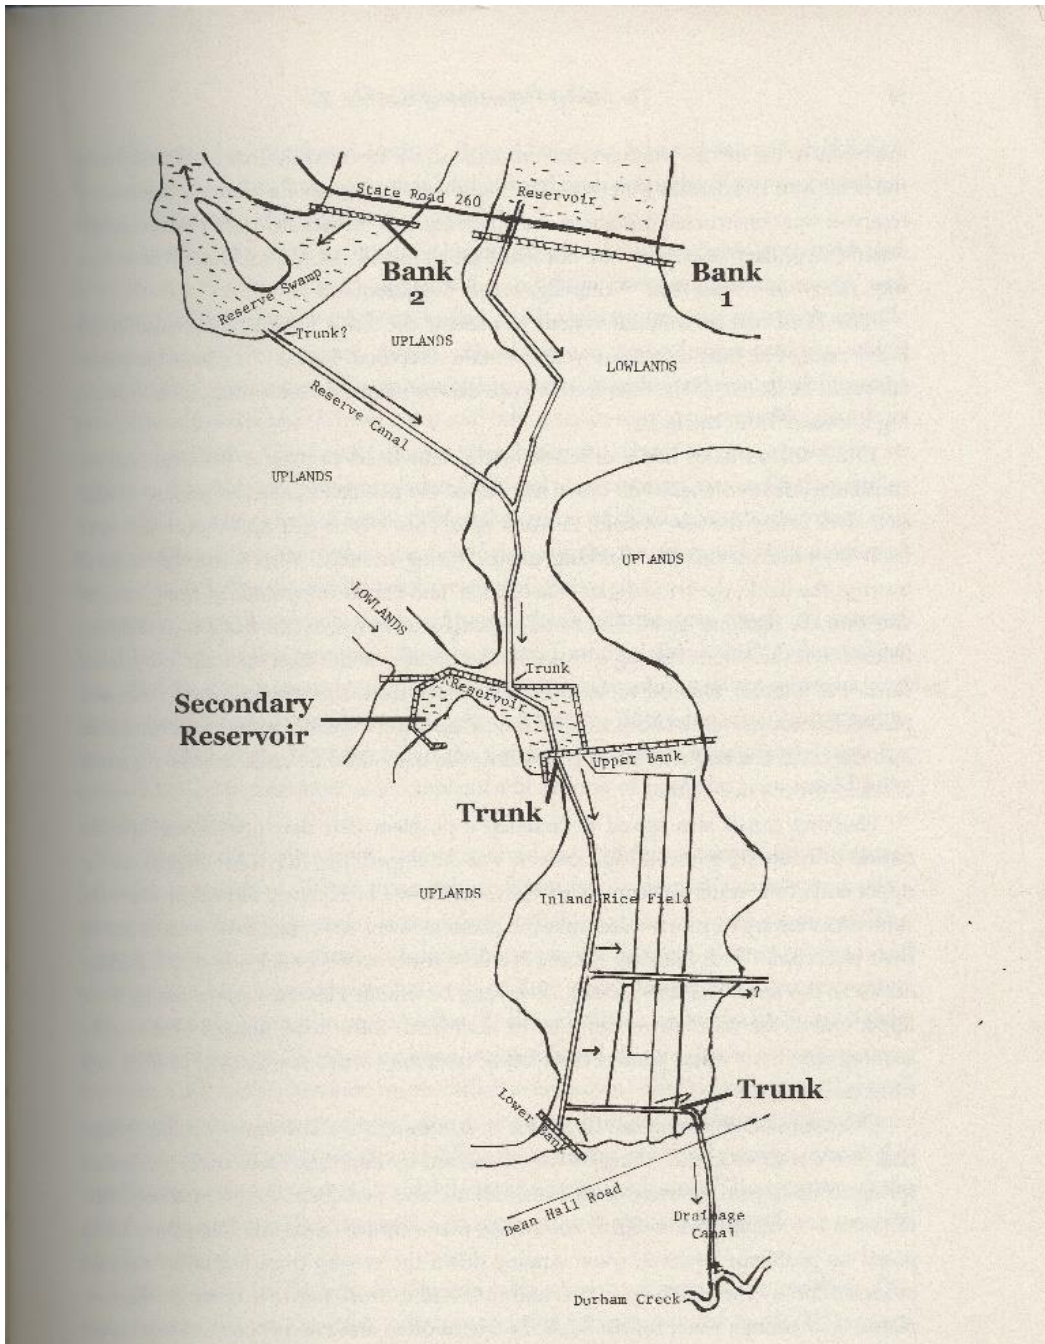 State Road 260
Reservoir
Bank
2
Bank
1
Reserve Swamp
Trunk?
UPLANDS
LOWLANDS
Reserve Canal
UPLANDS
UPLANDS
LOWLANDS
Trunk
Reservoir
Secondary
Reservoir
Upper Bank
Trunk
UPLANDS
Inland Rice Field
?
Trunk
Lower Bank
Dean Hall Road
Drainage
Canal
Durham Creek